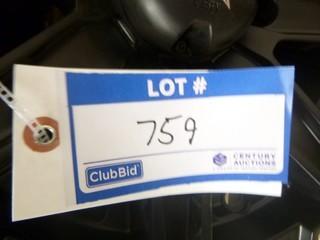 LOT #
759
ClubBid
CENTURY
AUCTIONS